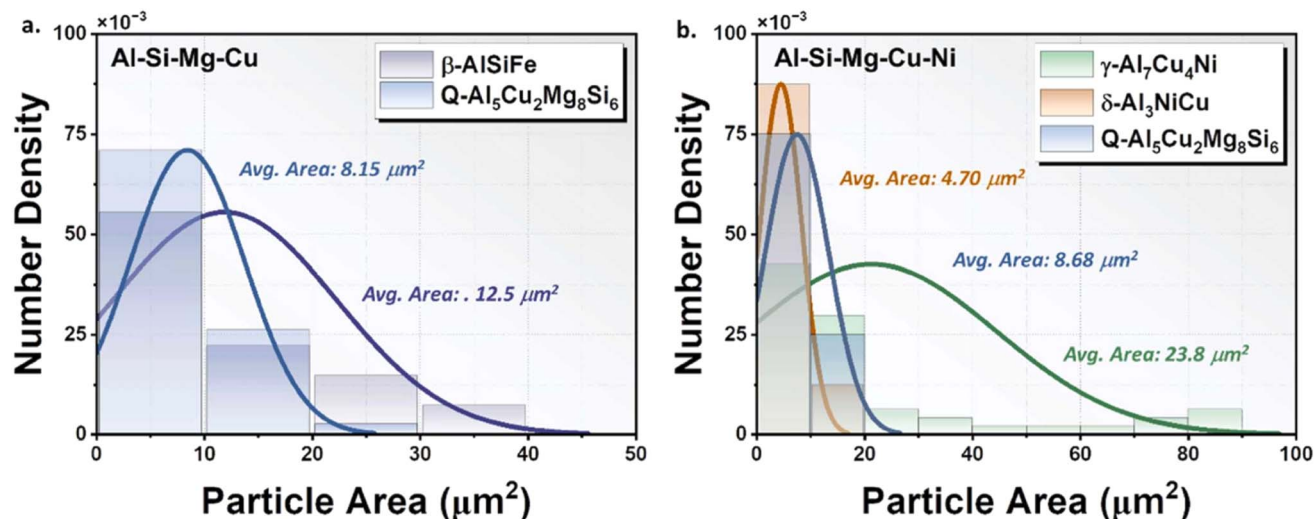 a.
×10⁻³
Al-Si-Mg-Cu
β-AlSiFe
Q-Al₅Cu₂Mg₈Si₆
Avg. Area: 8.15 μm²
Avg. Area: . 12.5 μm²
100
75
50
25
0
Number Density
0 10 20 30 40 50
Particle Area (μm²)
b.
×10⁻³
Al-Si-Mg-Cu-Ni
γ-Al₇Cu₄Ni
δ-Al₃NiCu
Q-Al₅Cu₂Mg₈Si₆
Avg. Area: 4.70 μm²
Avg. Area: 8.68 μm²
Avg. Area: 23.8 μm²
100
75
50
25
0
Number Density
0 20 40 60 80 100
Particle Area (μm²)